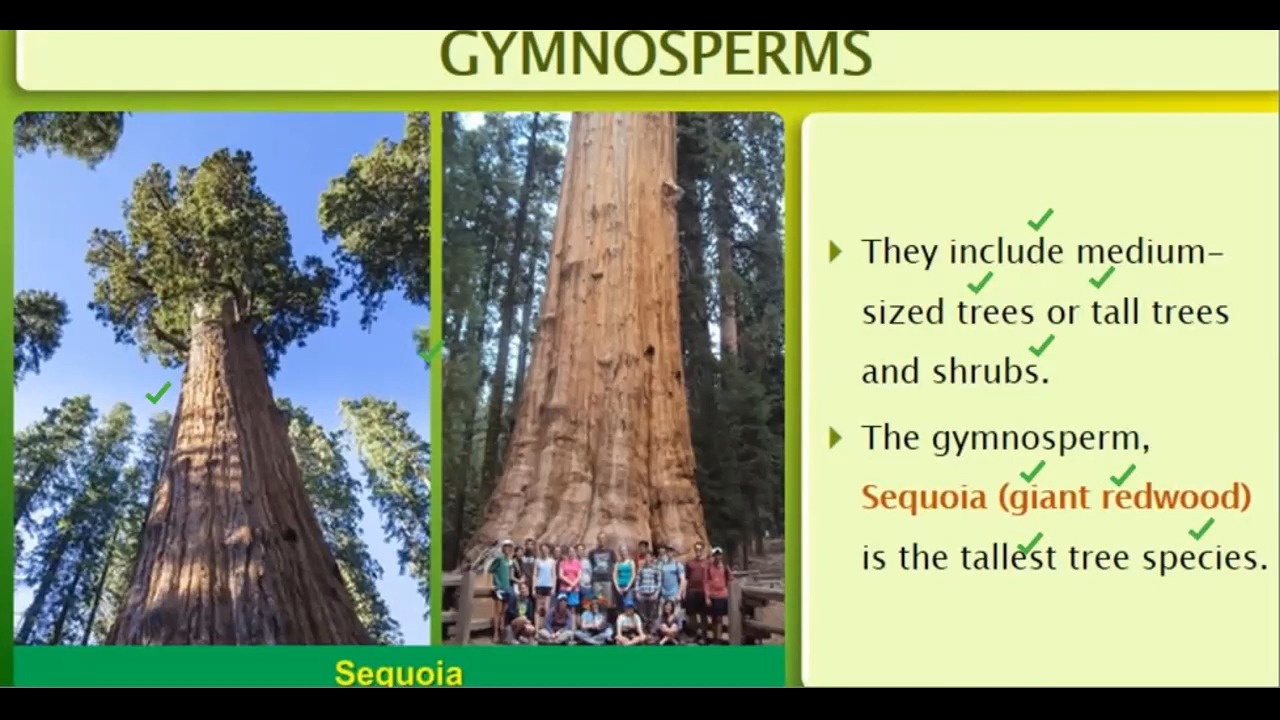 GYMNOSPERMS
They include medium-
sized trees or tall trees
and shrubs.
The gymnosperm,
Sequoia (giant redwood)
is the tallest tree species.
Sequoia